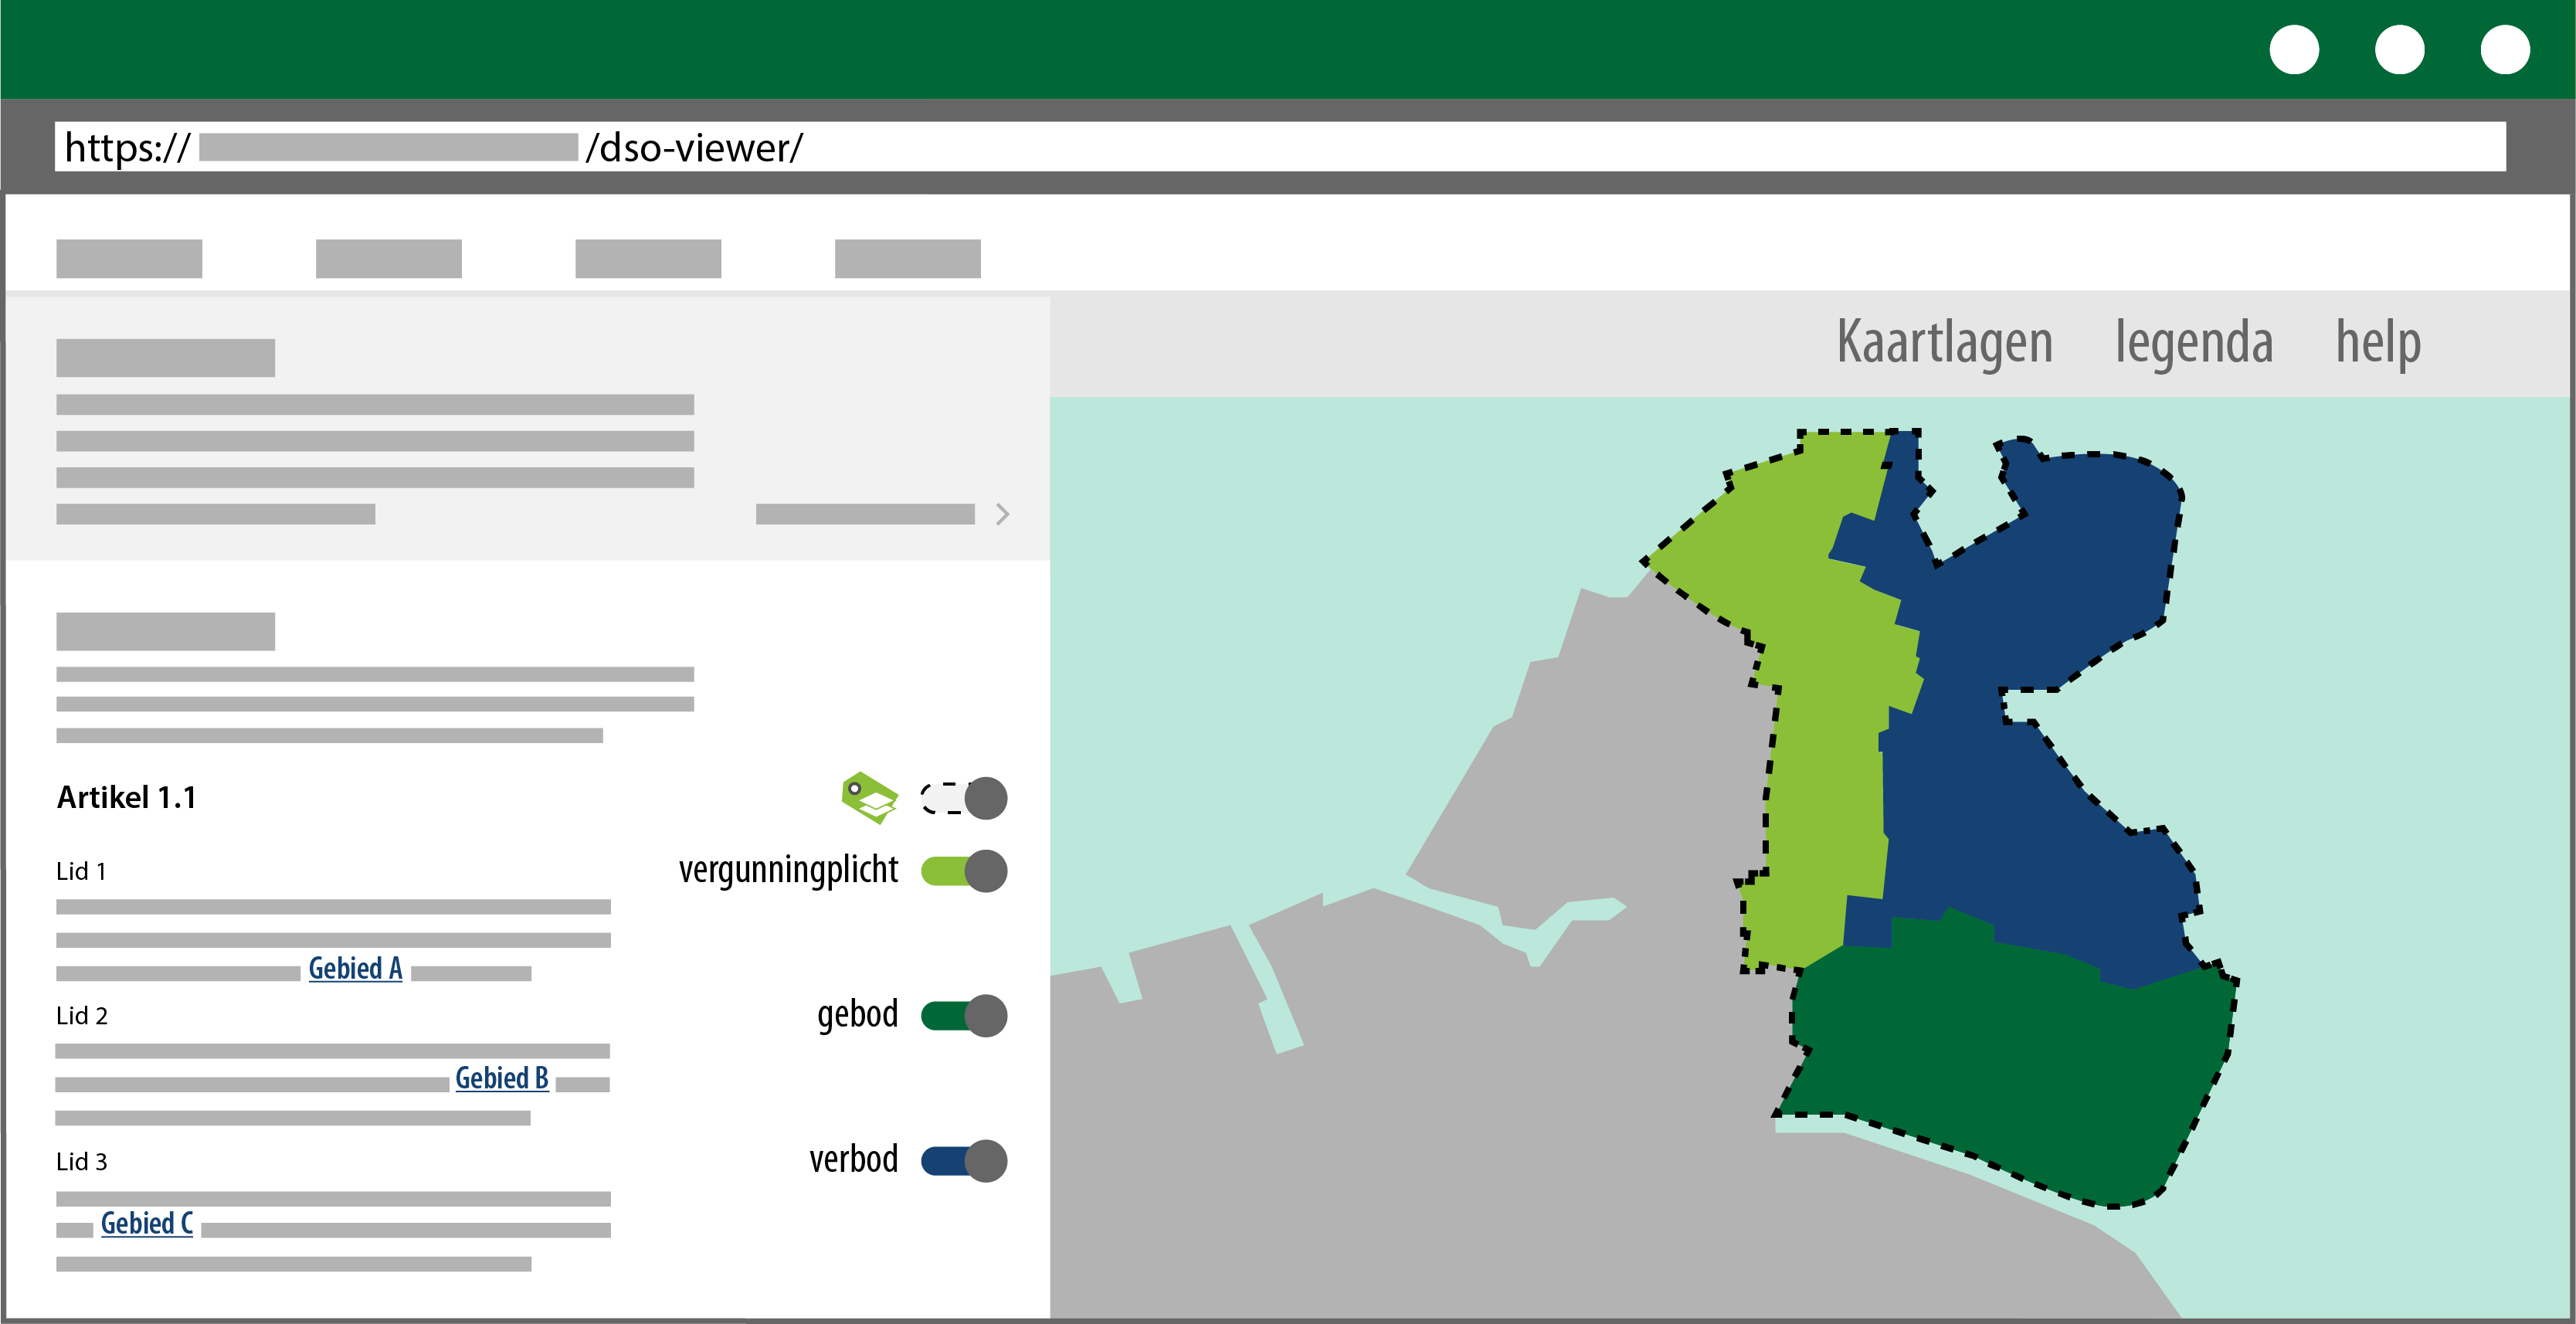 https:// /dso-viewer/
Kaartlagen legenda help
Artikel 1.1
Lid 1
vergunningplicht
Gebied A
Lid 2
gebod
Gebied B
Lid 3
verbod
Gebied C